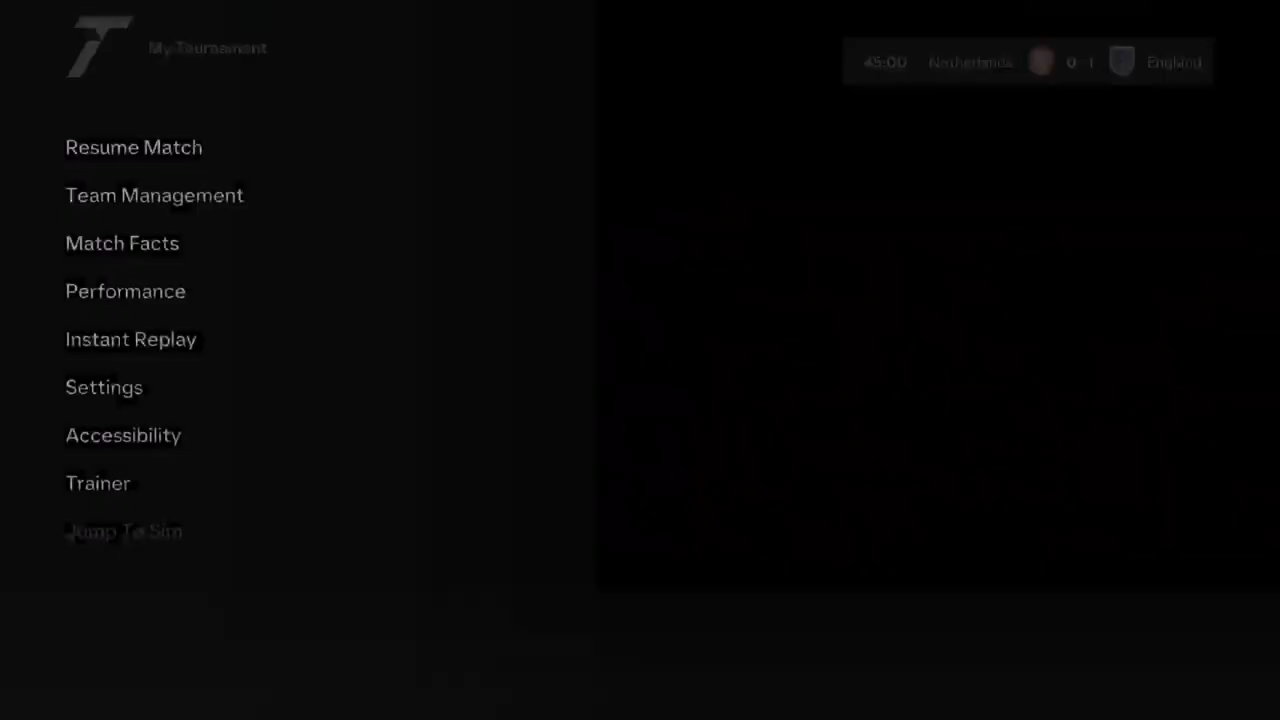 My Tournament
45:00 Netherlands 0-1 England
Resume Match
Team Management
Match Facts
Performance
Instant Replay
Settings
Accessibility
Trainer
Jump To Sim